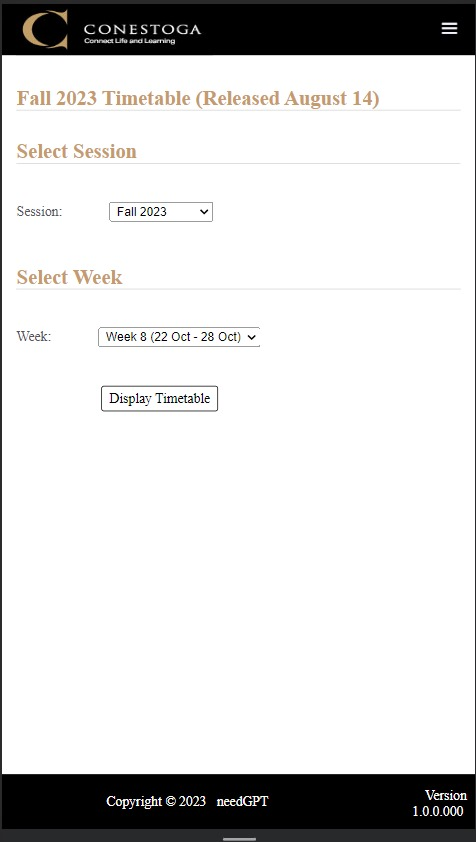 CONESTOGA
Connect Life and Learning
Fall 2023 Timetable (Released August 14)
Select Session
Session: Fall 2023
Select Week
Week: Week 8 (22 Oct - 28 Oct)
Display Timetable
Copyright © 2023 needGPT
Version
1.0.0.000